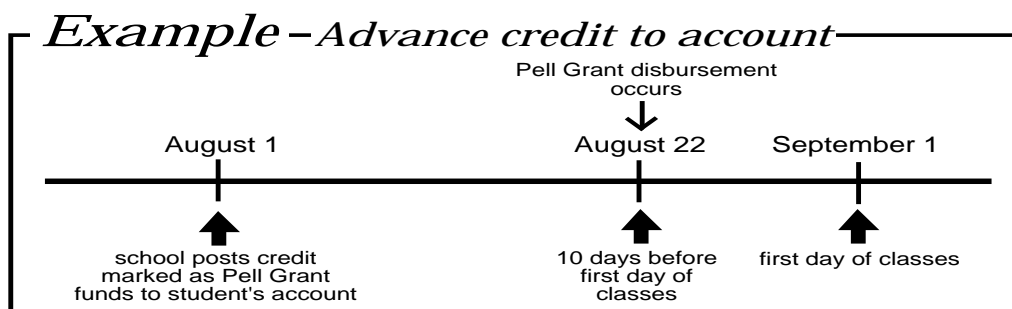 Example – Advance credit to account
Pell Grant disbursement
occurs
August 1
August 22
September 1
school posts credit
marked as Pell Grant
funds to student's account
10 days before
first day of
classes
first day of classes